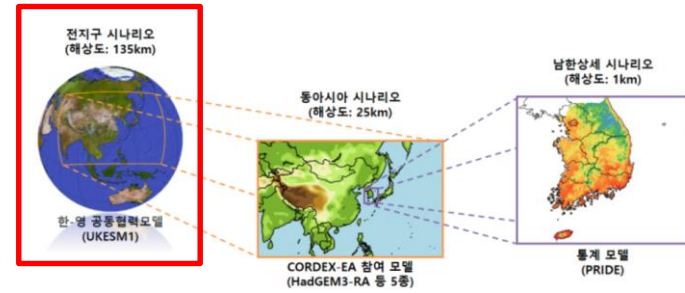 전지구 시나리오
(해상도: 135km)
한-영 공동협력모델
(UKESM1)
동아시아 시나리오
(해상도: 25km)
CORDEX-EA 참여 모델
(HadGEM3-RA 등 5종)
남한상세 시나리오
(해상도: 1km)
통계 모델
(PRIDE)